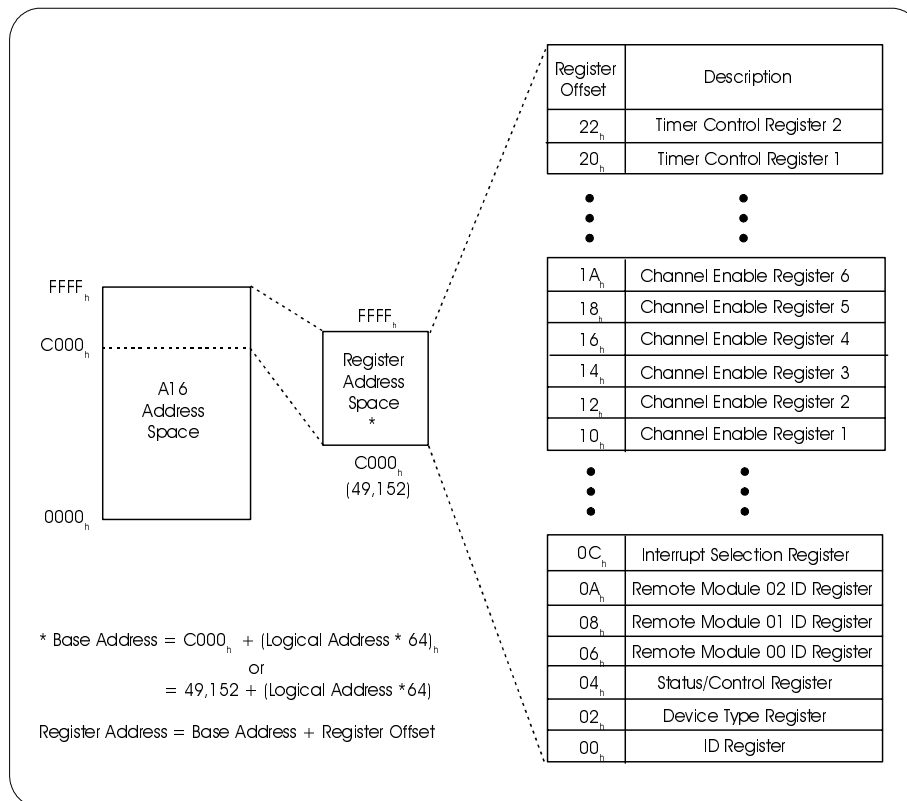 Register Offset Description
22h Timer Control Register 2
20h Timer Control Register 1
1Ah Channel Enable Register 6
18h Channel Enable Register 5
16h Channel Enable Register 4
14h Channel Enable Register 3
12h Channel Enable Register 2
10h Channel Enable Register 1
0Ch Interrupt Selection Register
0Ah Remote Module 02 ID Register
08h Remote Module 01 ID Register
06h Remote Module 00 ID Register
04h Status/Control Register
02h Device Type Register
00h ID Register
FFFFh
C000h
A16
Address
Space
0000h
FFFFh
Register
Address
Space
*
C000h
(49,152)
* Base Address = C000h + (Logical Address * 64)h
or
= 49,152 + (Logical Address *64)
Register Address = Base Address + Register Offset